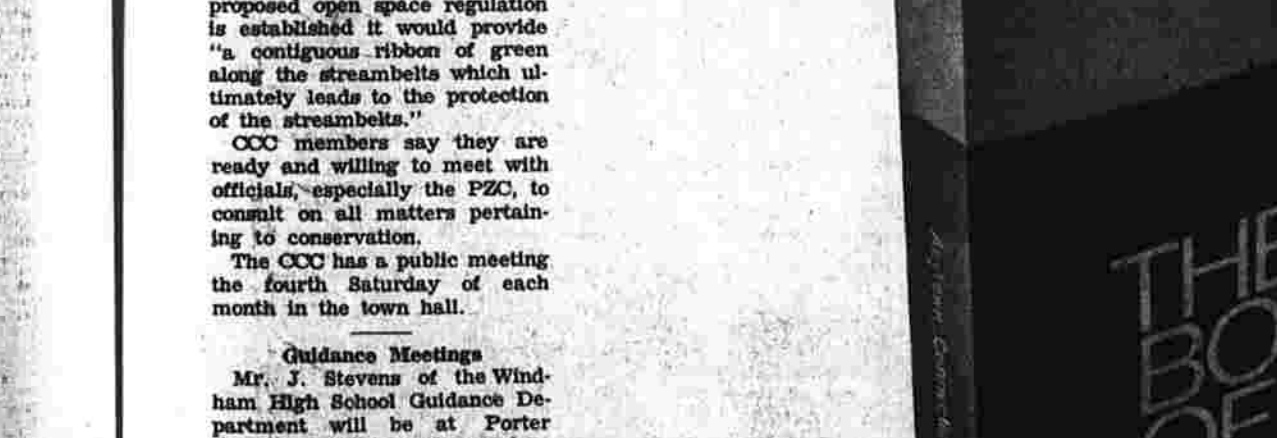 proposed open space regulation
is established it would provide
"a contiguous ribbon of green
along the streambelts which ul-
timately leads to the protection
of the streambelts."
CCC members say they are
ready and willing to meet with
officials, especially the PZC, to
consult on all matters pertain-
ing to conservation.
The CCC has a public meeting
the fourth Saturday of each
month in the town hall.
Guidance Meetings
Mr. J. Stevens of the Wind-
ham High School Guidance De-
partment will be at Porter
THE
BO
OF